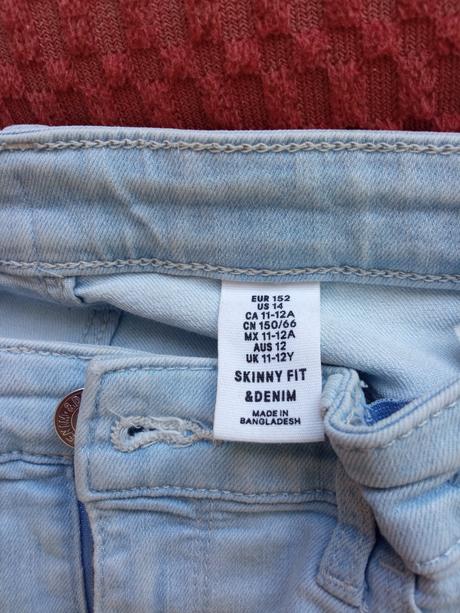 EUR 152
US 14
CA 11-12A
CN 150/66
MX 11-12A
AUS 12
UK 11-12Y
SKINNY FIT
&DENIM
MADE IN
BANGLADESH